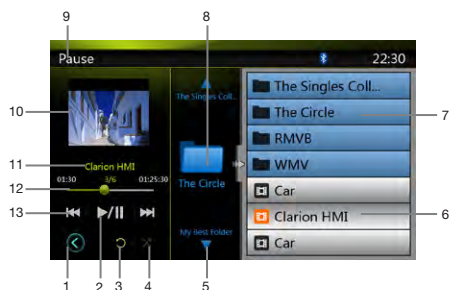 9
8
Pause
22:30
10
The Singles Coll..
The Singles Coll...
The Circle
7
RMVB
11
Clarion HMI
WMV
01:30
3/6
01:25:30
The Circle
12
Car
13
Clarion HMI
6
My Best Folder
Car
1
2
3
4
5